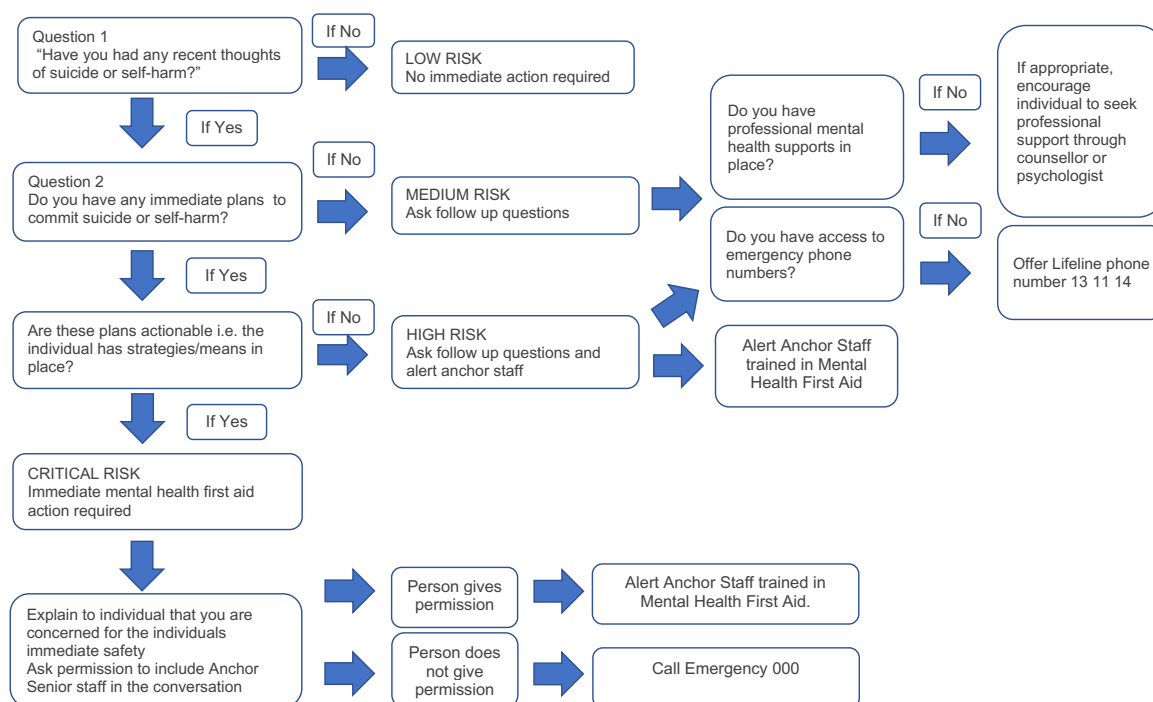 Question 1
“Have you had any recent thoughts
of suicide or self-harm?”
If No
LOW RISK
No immediate action required
If Yes
Question 2
Do you have any immediate plans to
commit suicide or self-harm?
If No
MEDIUM RISK
Ask follow up questions
Do you have
professional mental
health supports in
place?
If No
If appropriate,
encourage
individual to seek
professional
support through
counsellor or
psychologist
Do you have access to
emergency phone
numbers?
If No
Offer Lifeline phone
number 13 11 14
If Yes
Are these plans actionable i.e. the
individual has strategies/means in
place?
If No
HIGH RISK
Ask follow up questions and
alert anchor staff
Alert Anchor Staff
trained in Mental
Health First Aid
If Yes
CRITICAL RISK
Immediate mental health first aid
action required
Explain to individual that you are
concerned for the individuals
immediate safety
Ask permission to include Anchor
Senior staff in the conversation
Person gives
permission
Alert Anchor Staff trained in
Mental Health First Aid.
Person does
not give
permission
Call Emergency 000